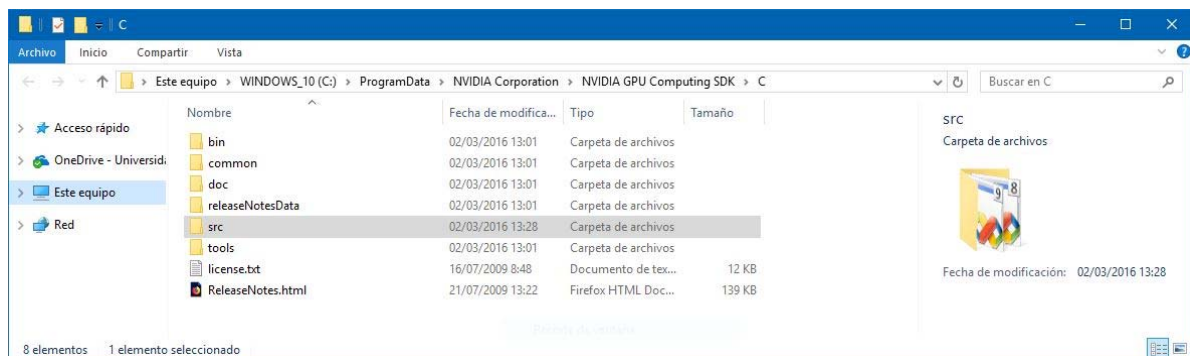 C
Archivo Inicio Compartir Vista
Este equipo > WINDOWS_10 (C:) > ProgramData > NVIDIA Corporation > NVIDIA GPU Computing SDK > C
Buscar en C
Acceso rápido
OneDrive - Universida
Este equipo
Red
Nombre Fecha de modifica... Tipo Tamaño
bin 02/03/2016 13:01 Carpeta de archivos
common 02/03/2016 13:01 Carpeta de archivos
doc 02/03/2016 13:01 Carpeta de archivos
releaseNotesData 02/03/2016 13:01 Carpeta de archivos
src 02/03/2016 13:28 Carpeta de archivos
tools 02/03/2016 13:01 Carpeta de archivos
license.txt 16/07/2009 8:48 Documento de tex... 12 KB
ReleaseNotes.html 21/07/2009 13:22 Firefox HTML Doc... 139 KB
src
Carpeta de archivos
9 8
Fecha de modificación: 02/03/2016 13:28
8 elementos 1 elemento seleccionado